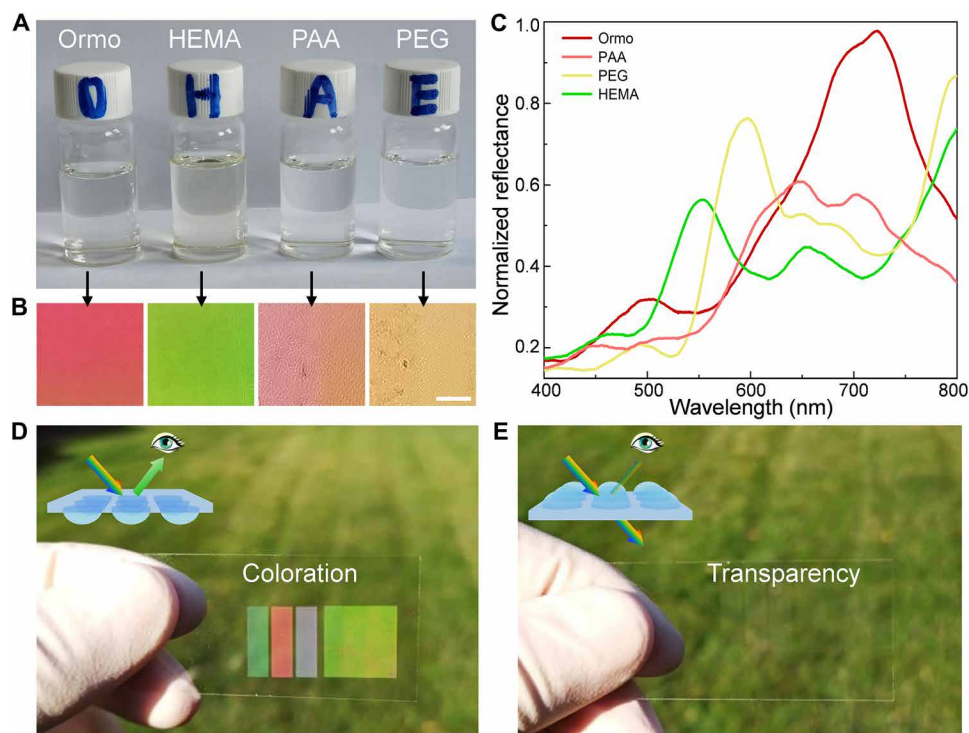 A
Ormo HEMA PAA PEG
O H A E
B
C
Normalized reflectance
1.0
0.8
0.6
0.4
0.2
Ormo
PAA
PEG
HEMA
400 500 600 700 800
Wavelength (nm)
D
Coloration
E
Transparency